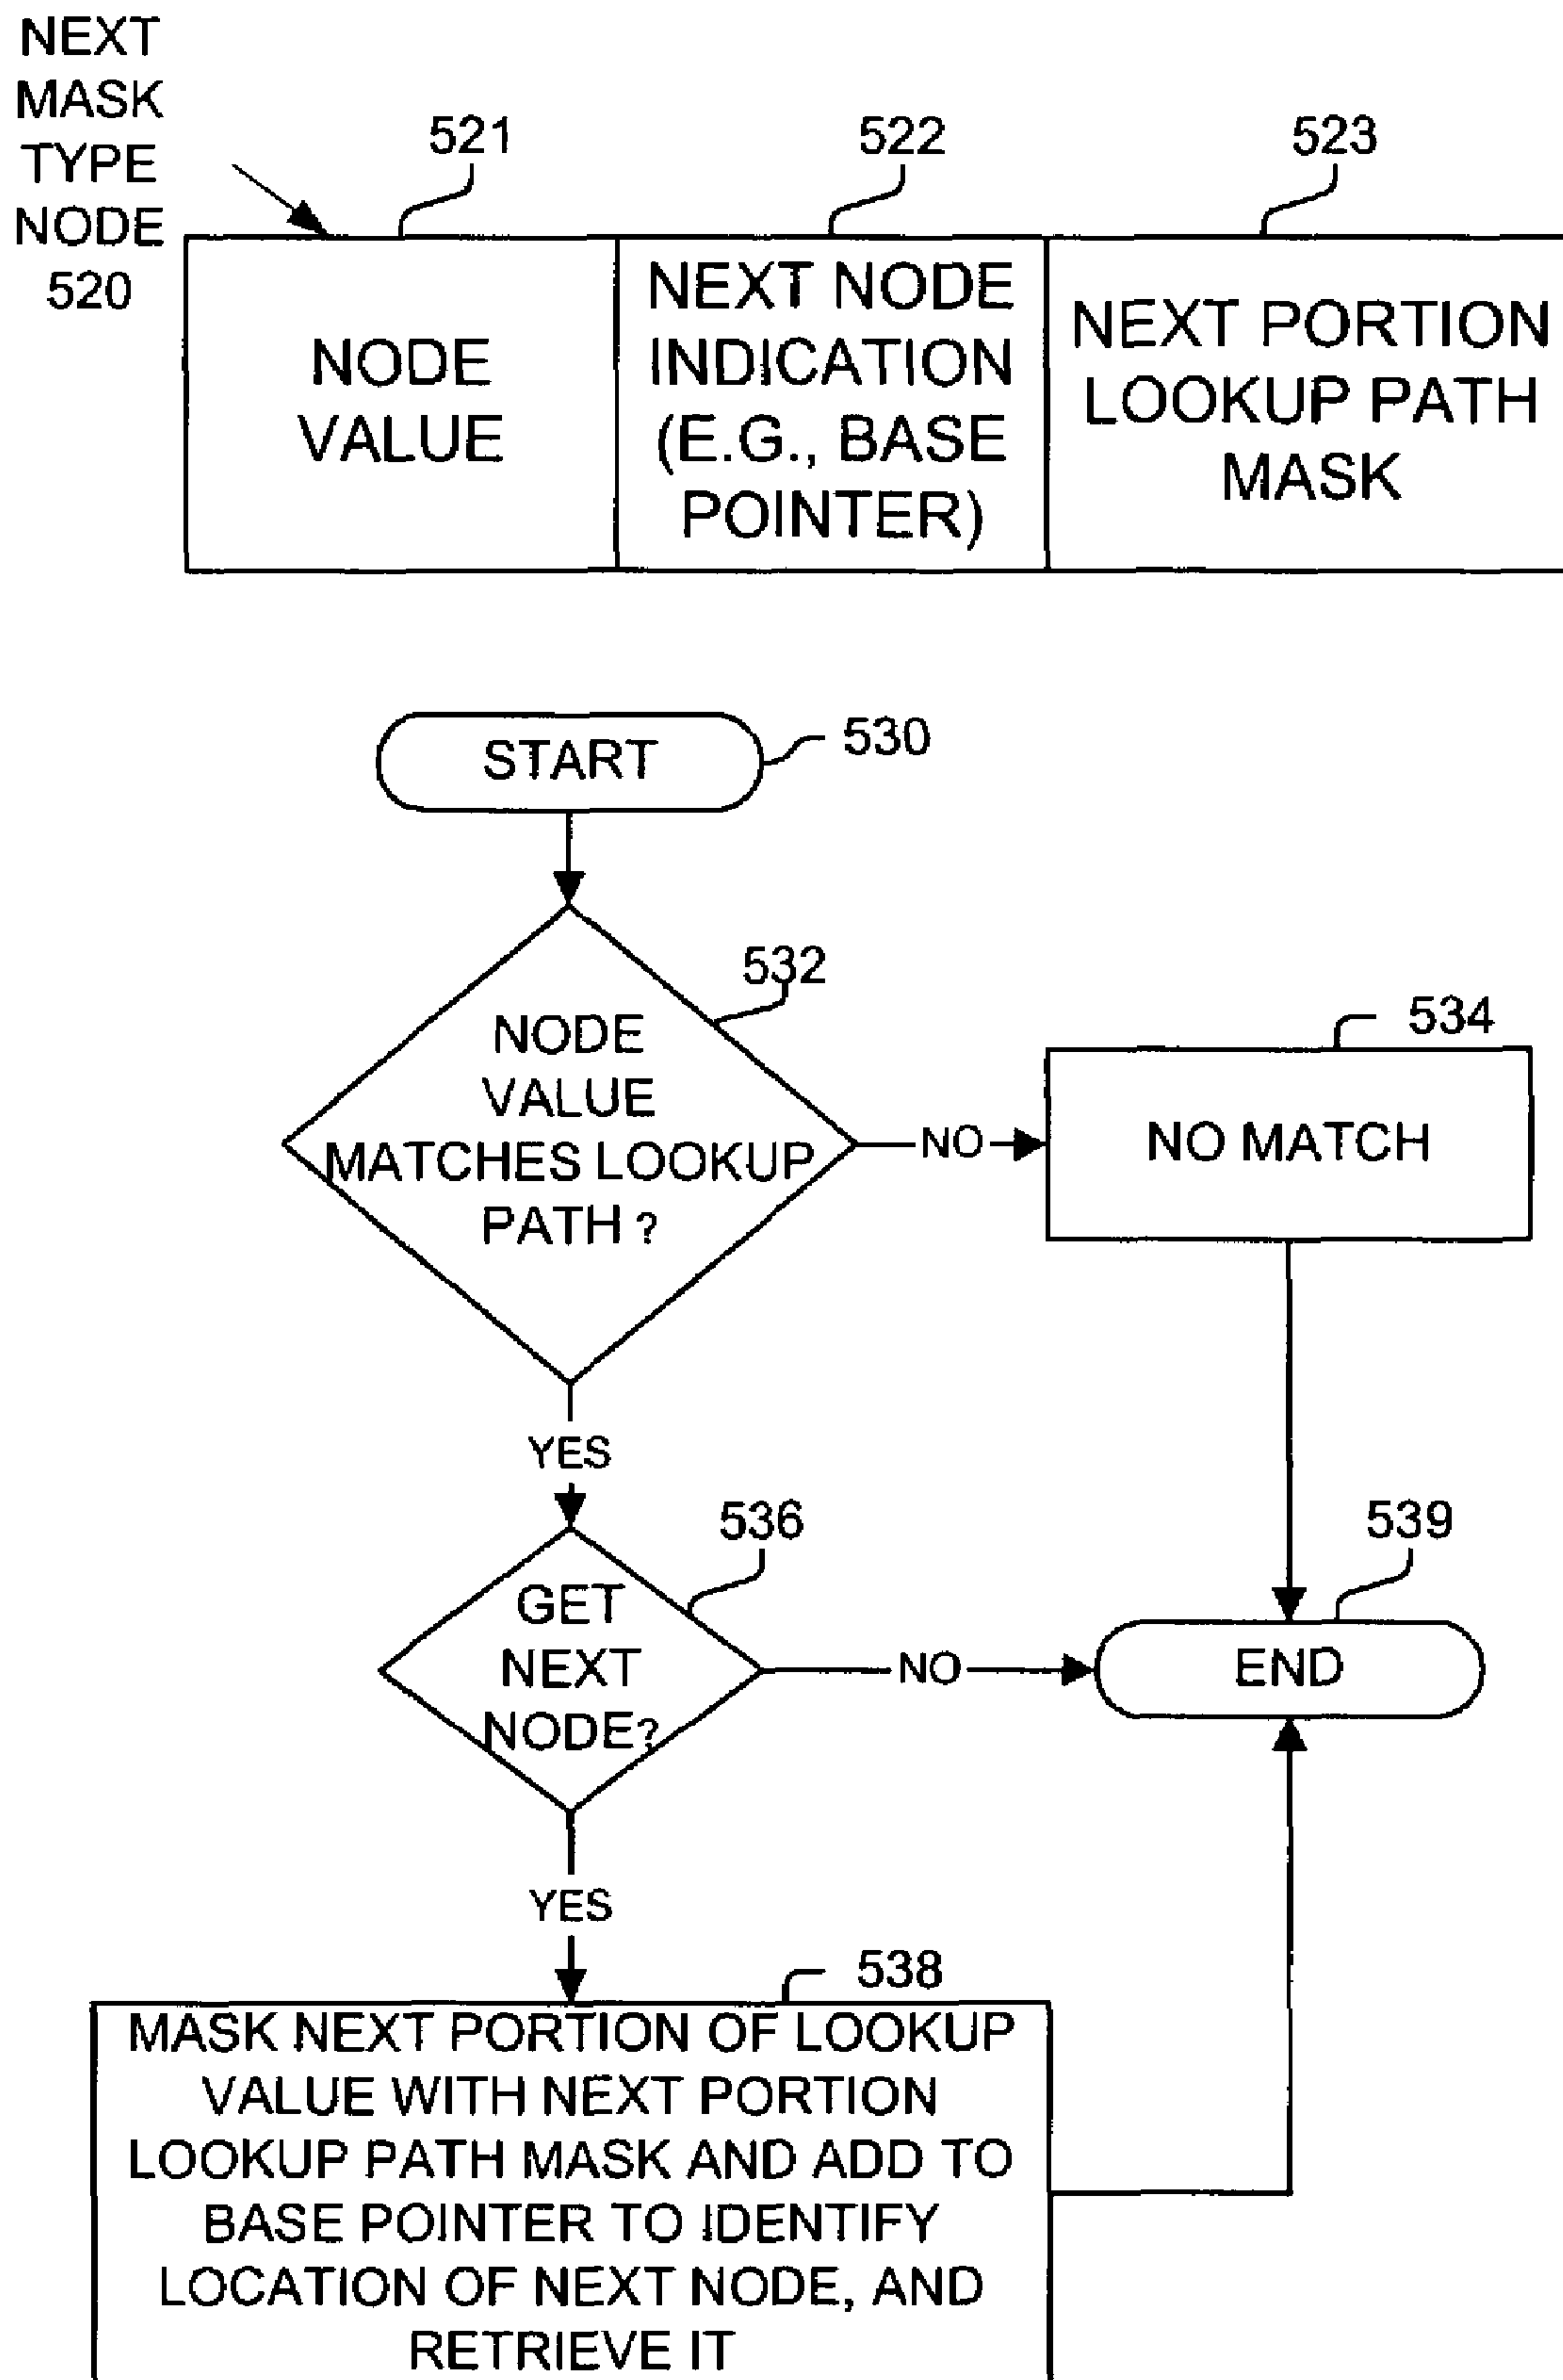 NEXT
MASK
TYPE
NODE
520
521
522
523
NODE
VALUE
NEXT NODE
INDICATION
(E.G., BASE
POINTER)
NEXT PORTION
LOOKUP PATH
MASK
START
530
532
NODE
VALUE
MATCHES LOOKUP
PATH?
NO
534
NO MATCH
YES
536
GET
NEXT
NODE?
NO
539
END
YES
538
MASK NEXT PORTION OF LOOKUP
VALUE WITH NEXT PORTION
LOOKUP PATH MASK AND ADD TO
BASE POINTER TO IDENTIFY
LOCATION OF NEXT NODE, AND
RETRIEVE IT